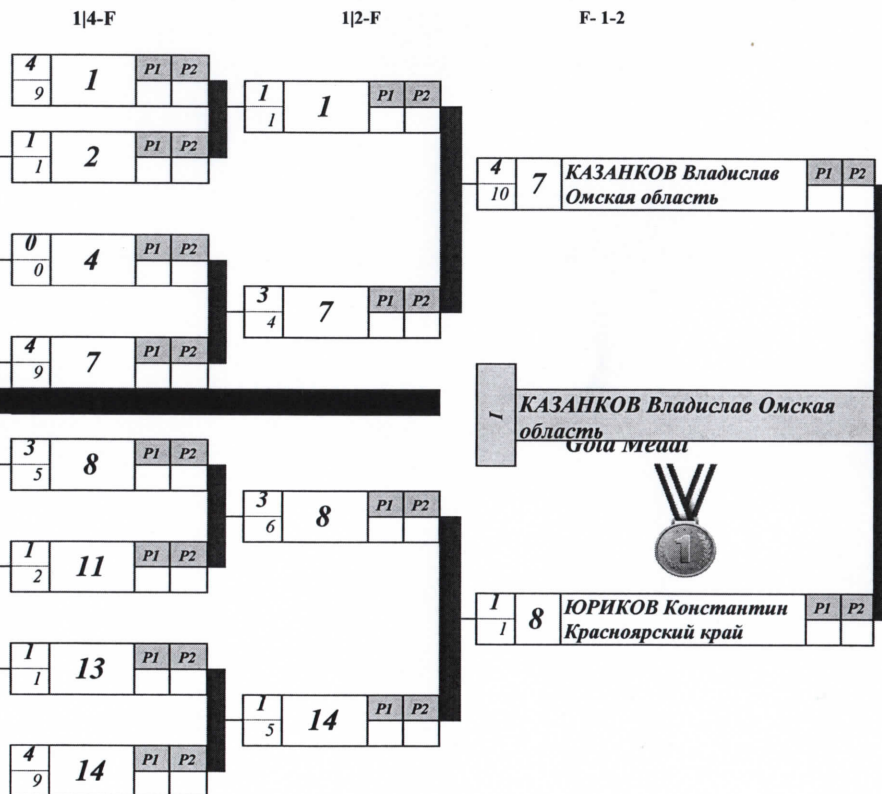 1|4-F 1|2-F F- 1-2
4 9 1 P1 P2
1 1 2 P1 P2
0 0 4 P1 P2
4 9 7 P1 P2
3 5 8 P1 P2
1 2 11 P1 P2
1 1 13 P1 P2
4 9 14 P1 P2
1 1 1 P1 P2
3 4 7 P1 P2
3 6 8 P1 P2
1 5 14 P1 P2
4 10 7 КАЗАНКОВ Владислав P1 P2
Омская область
I КАЗАНКОВ Владислав Омская
область
Gold Medal
1
1 1 8 ЮРИКОВ Константин P1 P2
Красноярский край